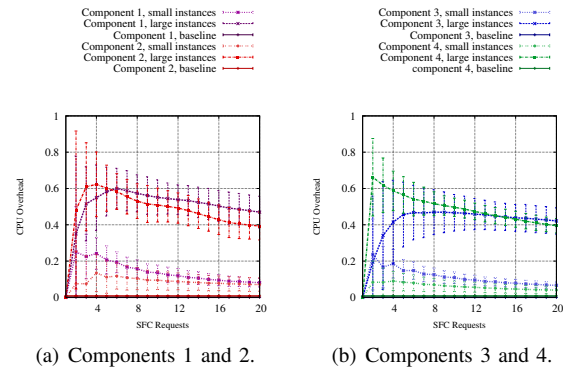 Component 1, small instances
Component 1, large instances
Component 1, baseline
Component 2, small instances
Component 2, large instances
Component 2, baseline
1
0.8
0.6
0.4
0.2
0
CPU Overhead
4 8 12 16 20
SFC Requests
(a) Components 1 and 2.
Component 3, small instances
Component 3, large instances
Component 3, baseline
Component 4, small instances
Component 4, large instances
component 4, baseline
1
0.8
0.6
0.4
0.2
0
CPU Overhead
4 8 12 16 20
SFC Requests
(b) Components 3 and 4.